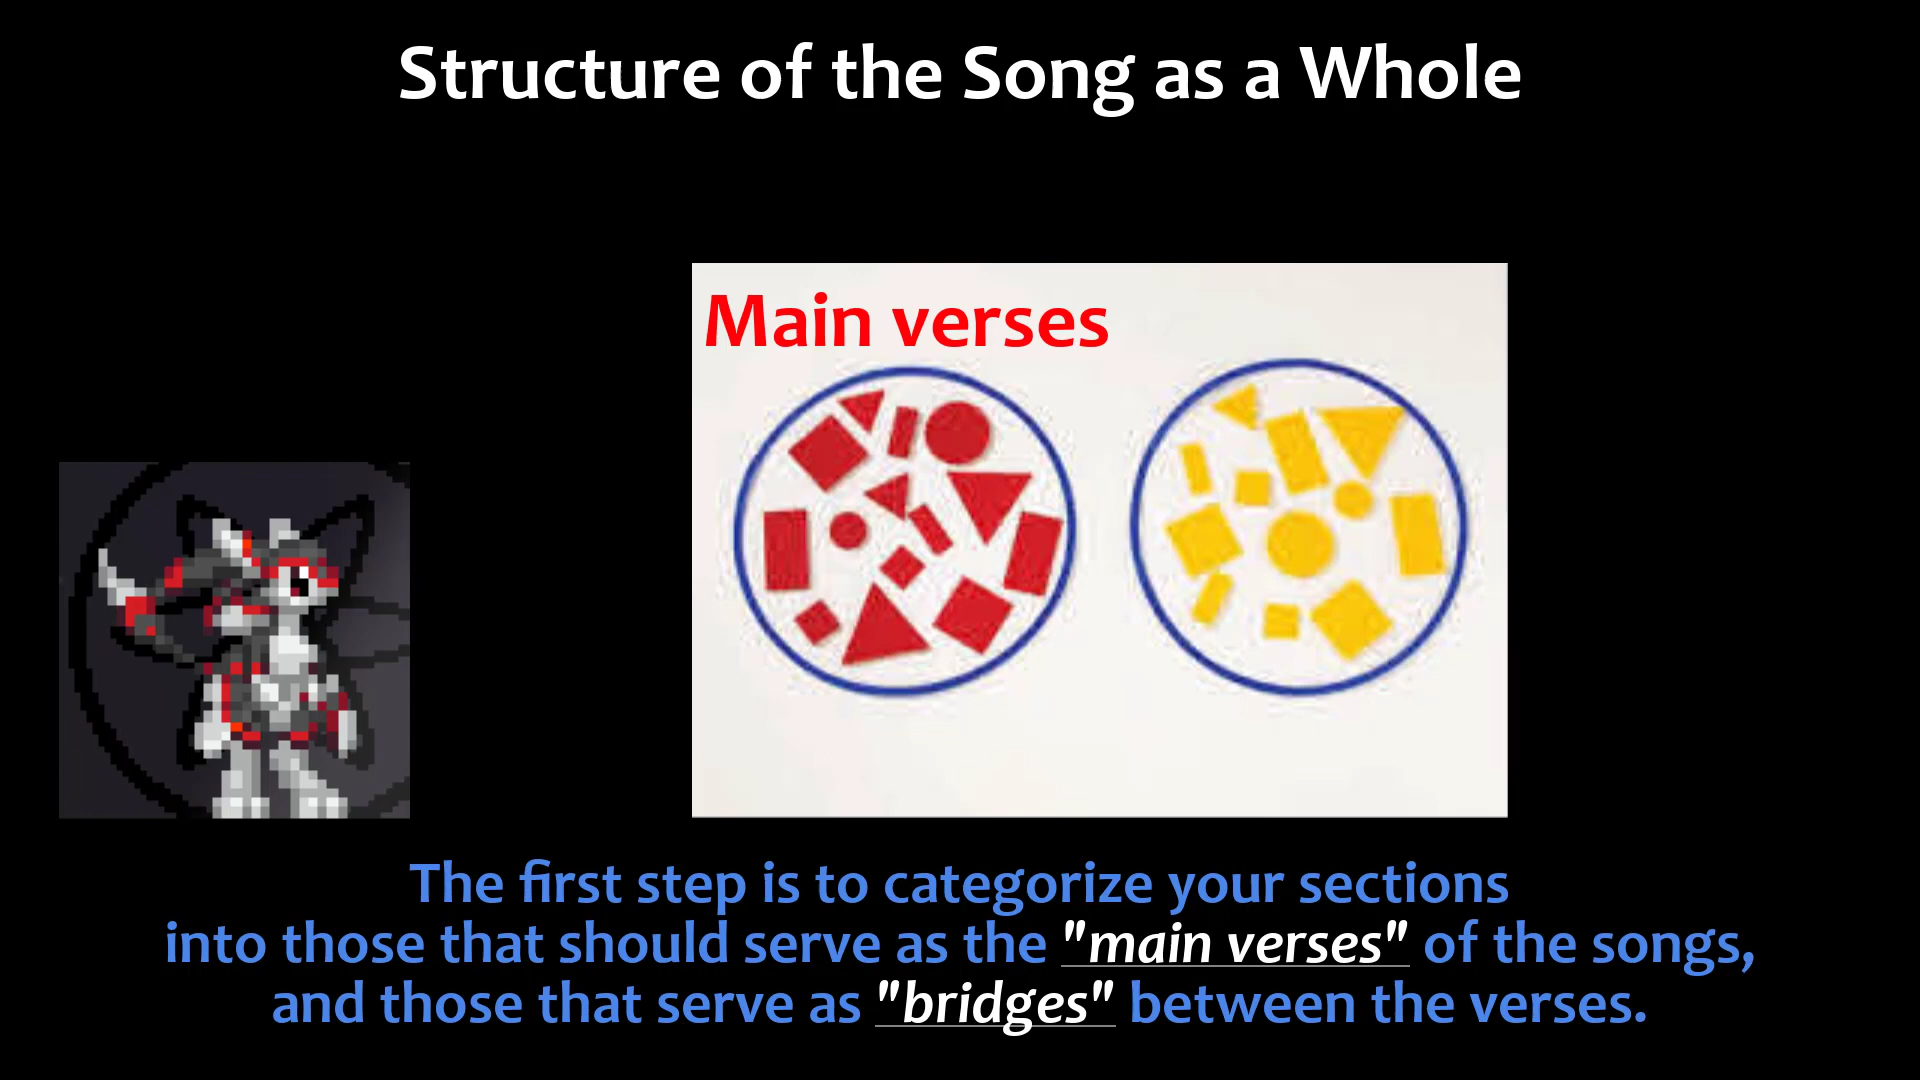 Structure of the Song as a Whole
Main verses
The first step is to categorize your sections
into those that should serve as the "main verses" of the songs,
and those that serve as "bridges" between the verses.